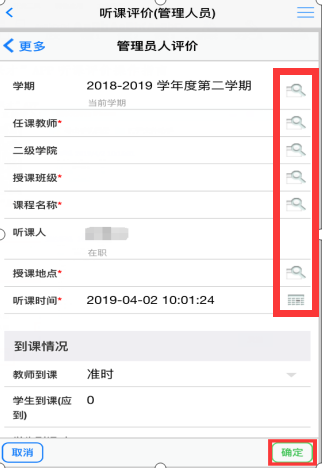 听课评价(管理人员)
更多 管理员人评价
学期 2018-2019 学年度第二学期
当前学期
任课教师*
二级学院
授课班级*
课程名称*
听课人
在职
授课地点*
听课时间* 2019-04-02 10:01:24
到课情况
教师到课 准时
学生到课(应 0
到)
取消 确定